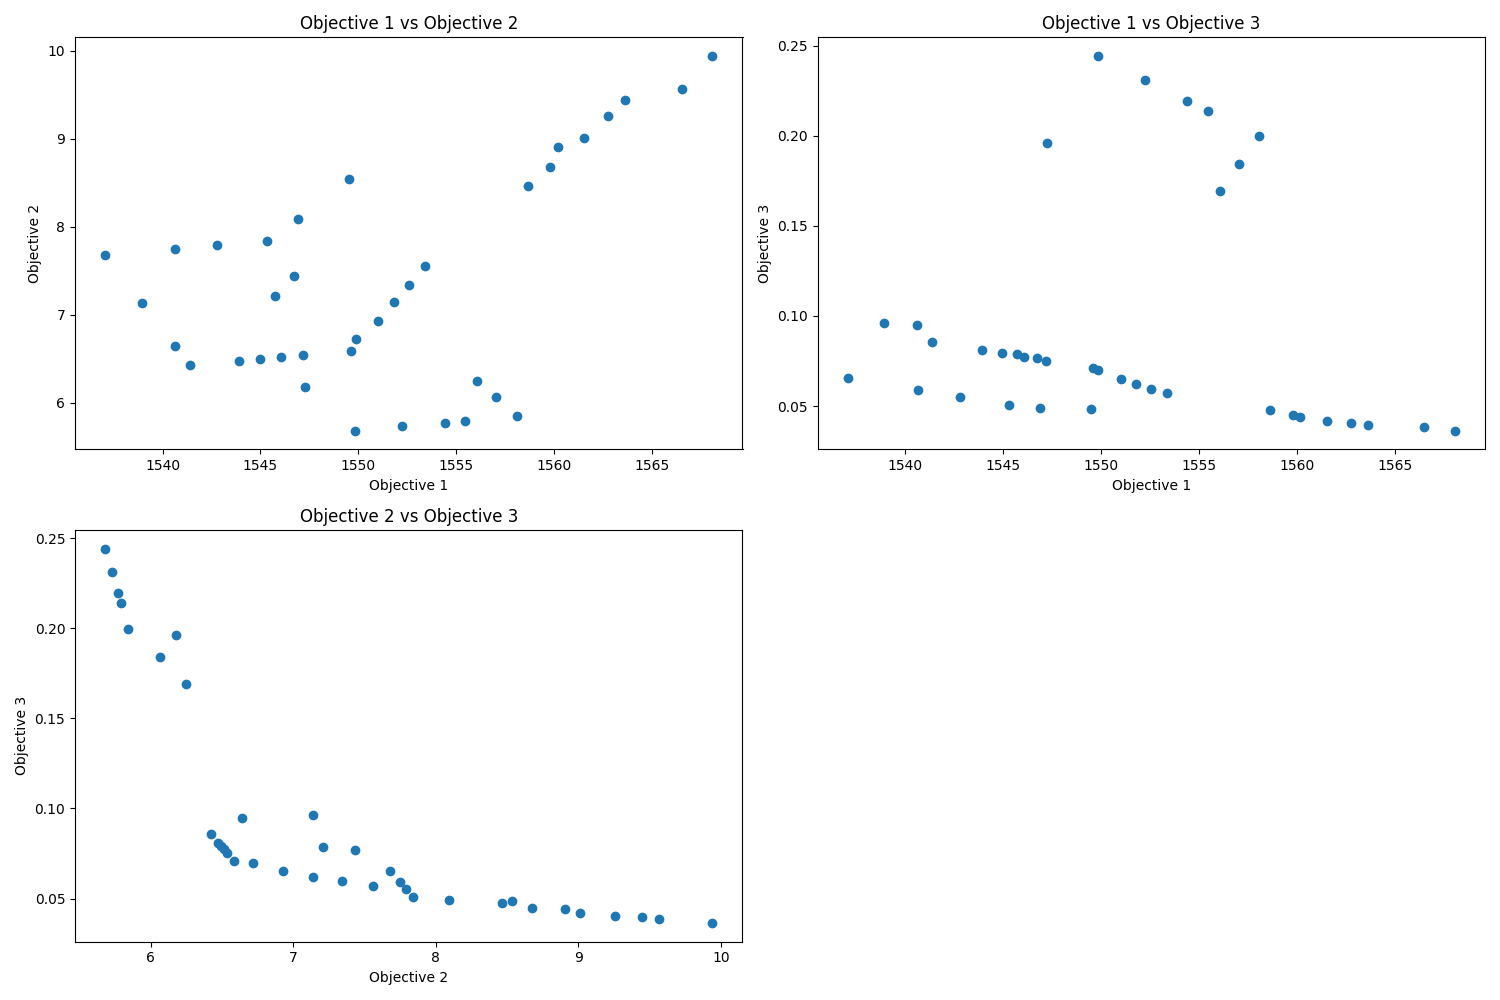 Objective 1 vs Objective 2
10
9
8
7
6
Objective 2
1540 1545 1550 1555 1560 1565
Objective 1
Objective 1 vs Objective 3
0.25
0.20
0.15
0.10
0.05
Objective 3
1540 1545 1550 1555 1560 1565
Objective 1
Objective 2 vs Objective 3
0.25
0.20
0.15
0.10
0.05
Objective 3
6 7 8 9 10
Objective 2